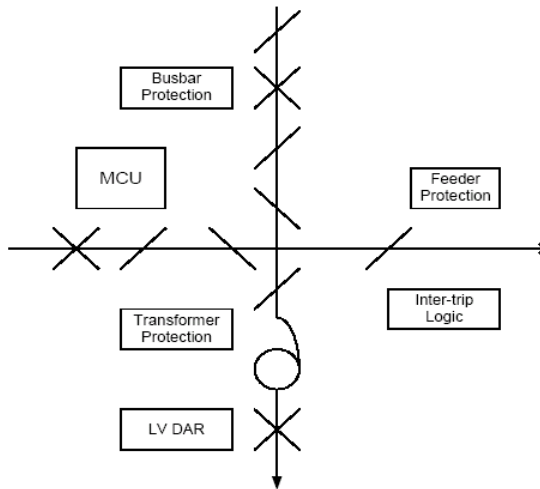 Busbar
Protection
MCU
Feeder
Protection
Inter-trip
Logic
Transformer
Protection
LV DAR